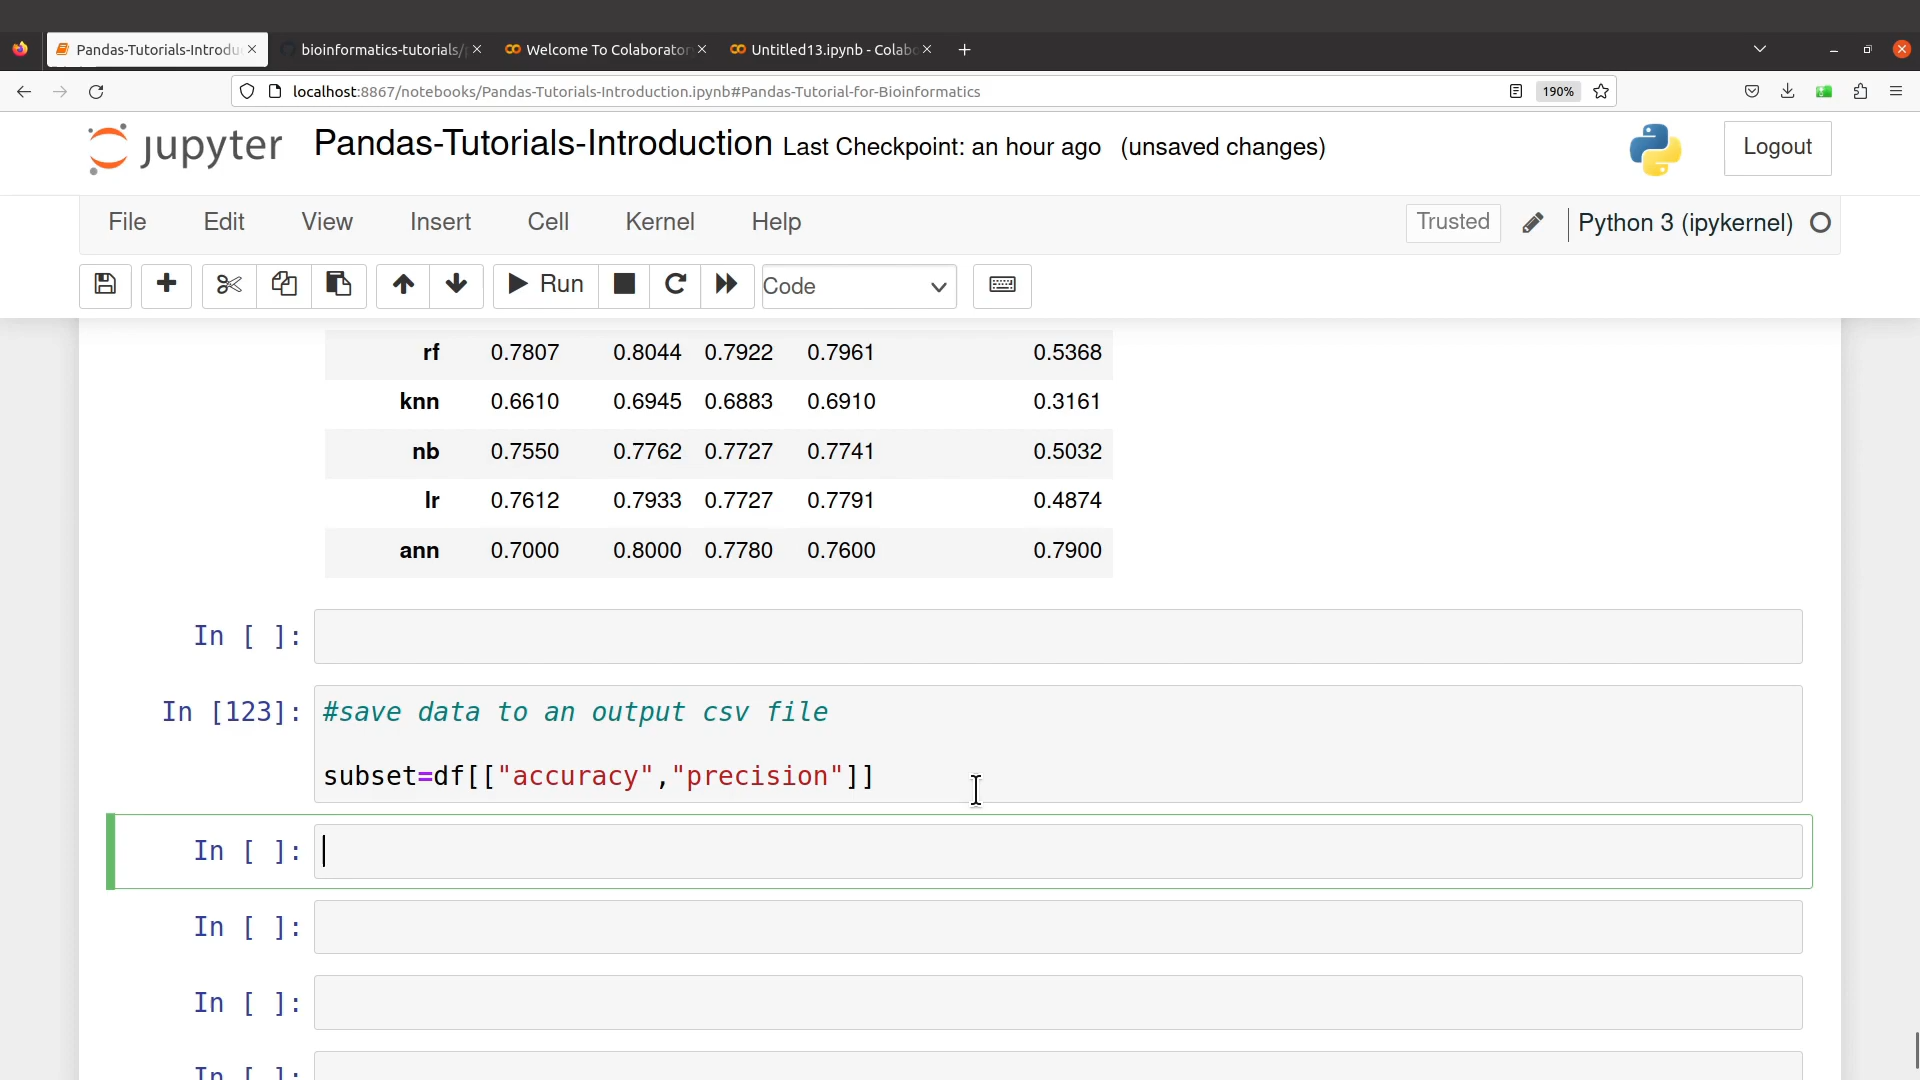 Pandas-Tutorials-Introdu
bioinformatics-tutorials/
Welcome To Colaborator
Untitled13.ipynb - Colab
localhost:8867/notebooks/Pandas-Tutorials-Introduction.ipynb#Pandas-Tutorial-for-Bioinformatics
190%
jupyter Pandas-Tutorials-Introduction Last Checkpoint: an hour ago (unsaved changes)
Logout
File Edit View Insert Cell Kernel Help
Trusted
Python 3 (ipykernel)
Run
Code
rf 0.7807 0.8044 0.7922 0.7961 0.5368
knn 0.6610 0.6945 0.6883 0.6910 0.3161
nb 0.7550 0.7762 0.7727 0.7741 0.5032
lr 0.7612 0.7933 0.7727 0.7791 0.4874
ann 0.7000 0.8000 0.7780 0.7600 0.7900
In [ ]:
In [123]: #save data to an output csv file
subset=df[["accuracy","precision"]]
In [ ]:
In [ ]:
In [ ]:
In [ ]: